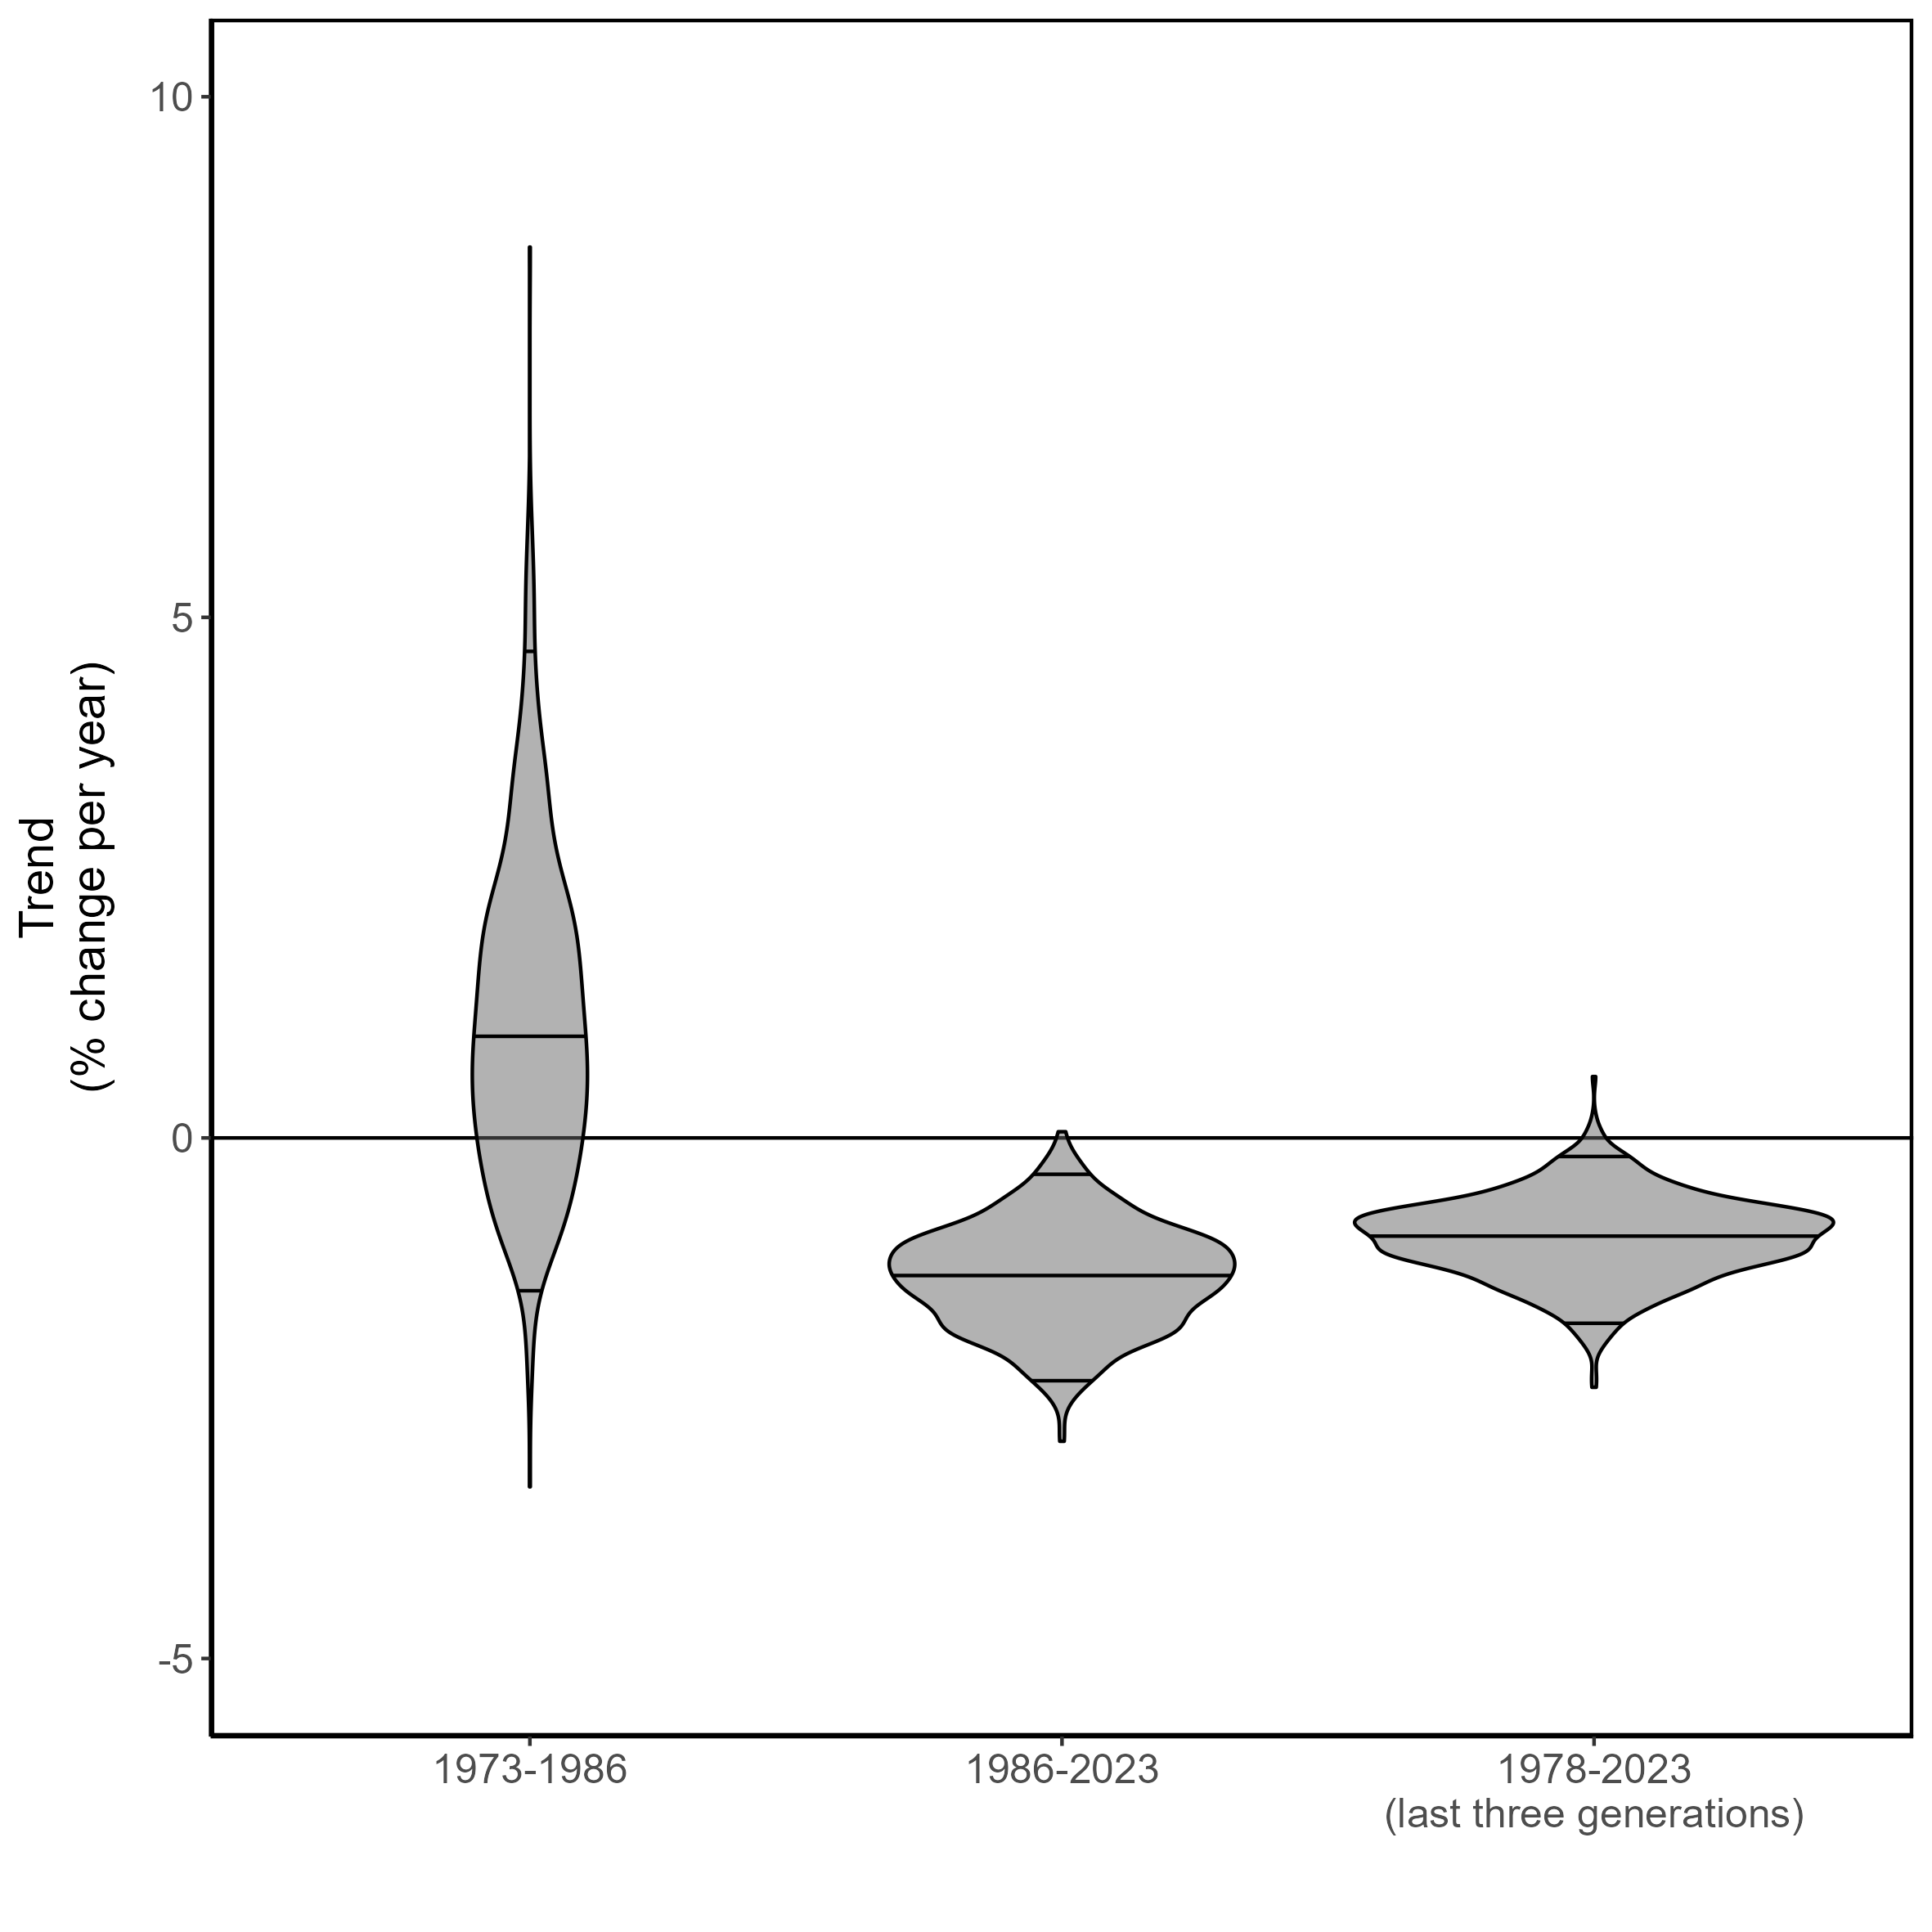 Trend
(% change per year)
10
5
0
-5
1973-1986
1986-2023
1978-2023
(last three generations)